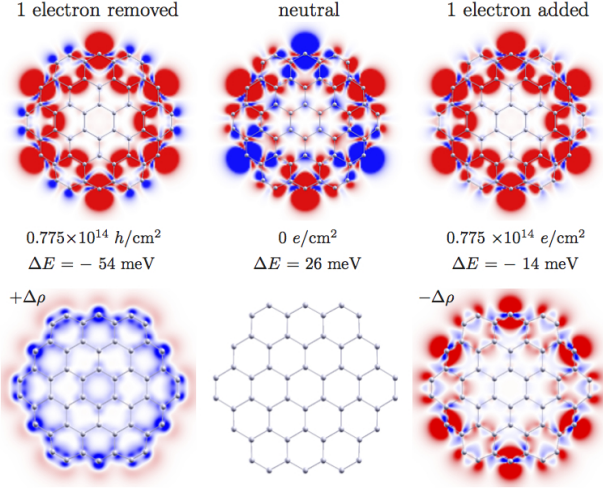 1 electron removed
neutral
1 electron added
0.775×10¹⁴ h/cm²
0 e/cm²
0.775 ×10¹⁴ e/cm²
ΔE = − 54 meV
ΔE = 26 meV
ΔE = − 14 meV
+Δρ
−Δρ